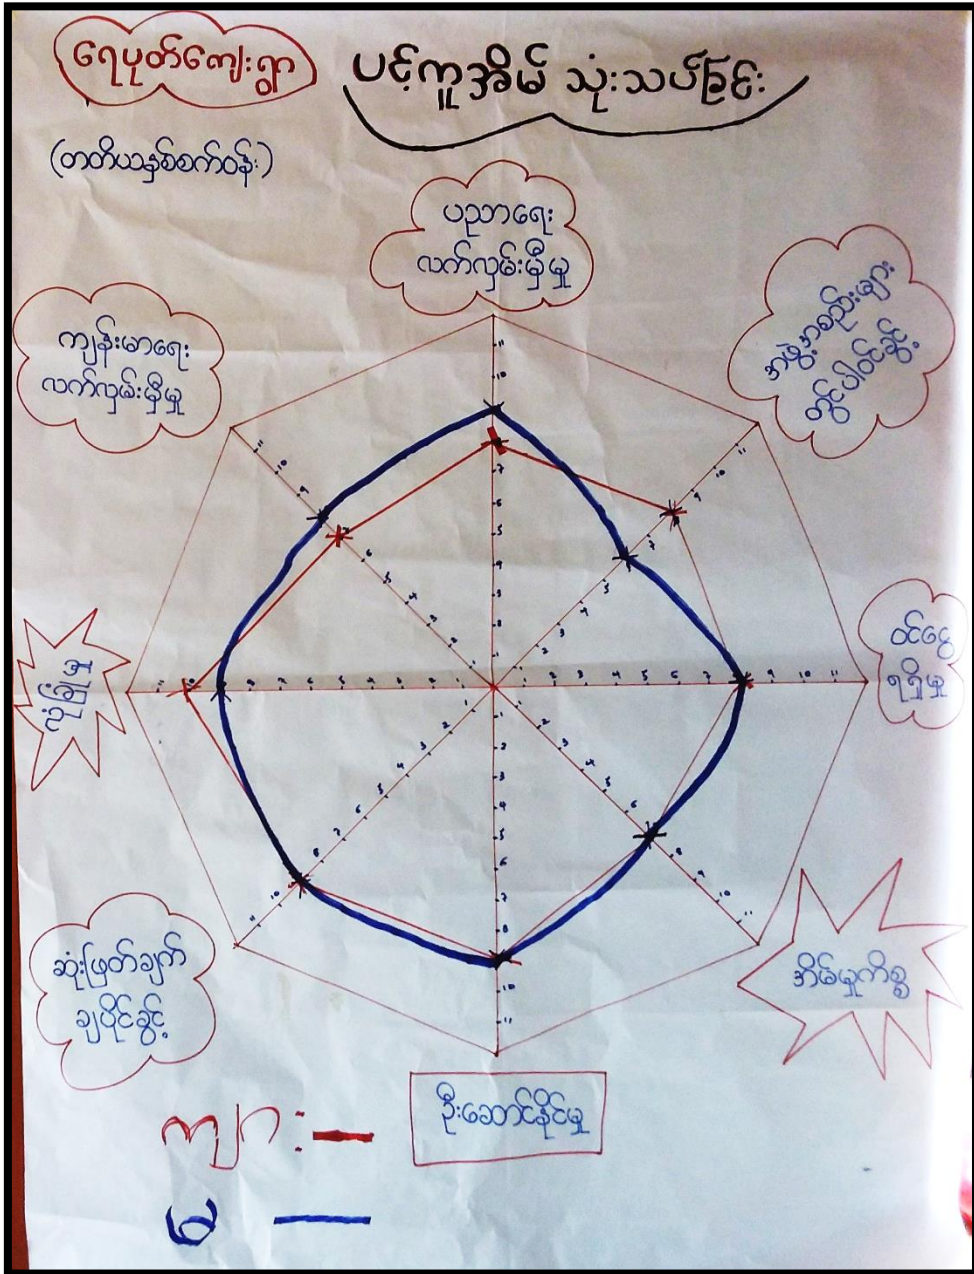 ရေပုတ်ကျေးရွာ
ပင့်ကူအိမ် သုံးသပ်ခြင်း
(တတိယနှစ်စက်ဝန်း)
ပညာရေး
လက်လှမ်းမှီမှု
အဖွဲ့အစည်းများ
တွင်ပါဝင်ခွင့်
ကျန်းမာရေး
လက်လှမ်းမှီမှု
ဝင်ငွေ
ရရှိမှု
လုံခြုံမှု
ဆုံးဖြတ်ချက်
ချပိုင်ခွင့်
အိမ်မှုကိစ္စ
ဦးဆောင်နိုင်မှု
ကျား
မ